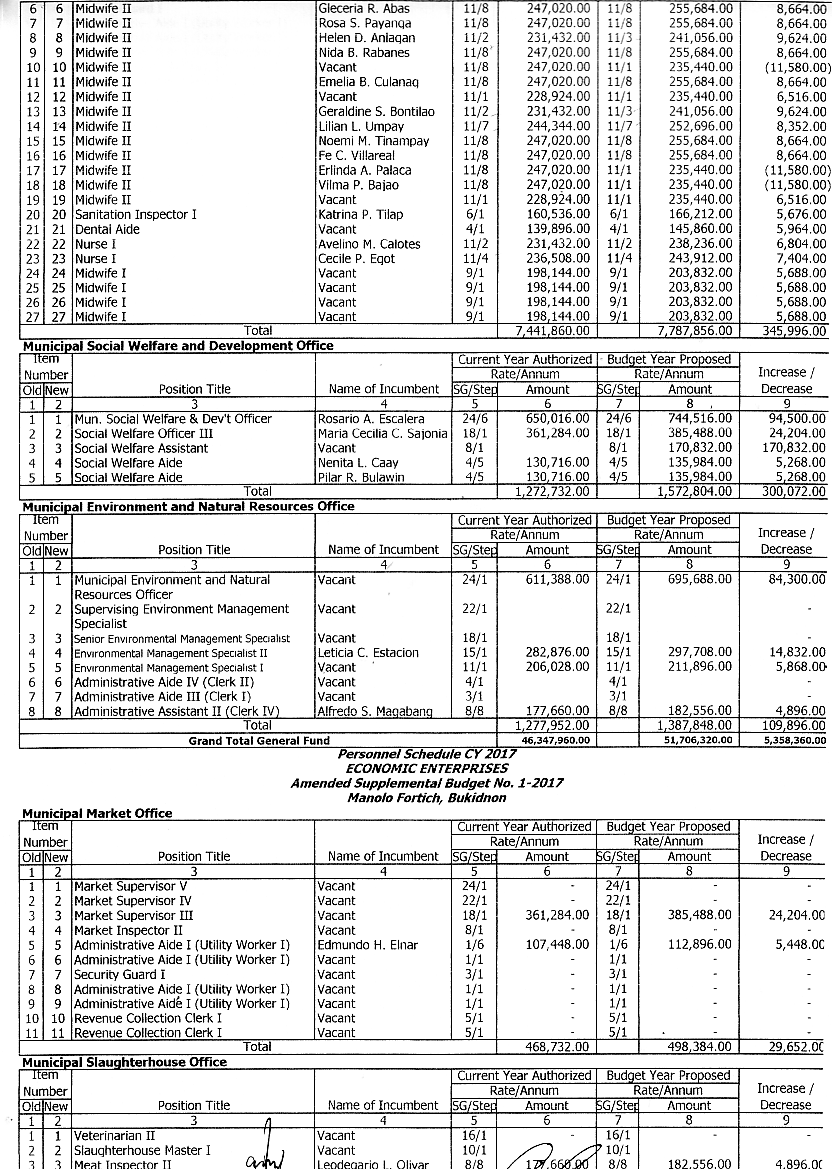 6 6 Midwife II Gleceria R. Abas 11/8 247,020.00 11/8 255,684.00 8,664.00
7 7 Midwife II Rosa S. Payanga 11/8 247,020.00 11/8 255,684.00 8,664.00
8 8 Midwife II Helen D. Anlagan 11/2 231,432.00 11/3 241,056.00 9,624.00
9 9 Midwife II Nida B. Rabanes 11/8 247,020.00 11/8 255,684.00 8,664.00
10 10 Midwife II Vacant 11/8 247,020.00 11/1 235,440.00 (11,580.00)
11 11 Midwife II Emelia B. Culanag 11/8 247,020.00 11/8 255,684.00 8,664.00
12 12 Midwife II Vacant 11/1 228,924.00 11/1 235,440.00 6,516.00
13 13 Midwife II Geraldine S. Bontilao 11/2 231,432.00 11/3 241,056.00 9,624.00
14 14 Midwife II Lilian L. Umpay 11/7 244,344.00 11/7 252,696.00 8,352.00
15 15 Midwife II Noemi M. Tinampay 11/8 247,020.00 11/8 255,684.00 8,664.00
16 16 Midwife II Fe C. Villareal 11/8 247,020.00 11/8 255,684.00 8,664.00
17 17 Midwife II Erlinda A. Palaca 11/8 247,020.00 11/1 235,440.00 (11,580.00)
18 18 Midwife II Vilma P. Bajao 11/8 247,020.00 11/1 235,440.00 (11,580.00)
19 19 Midwife II Vacant 11/1 228,924.00 11/1 235,440.00 6,516.00
20 20 Sanitation Inspector I Katrina P. Tilap 6/1 160,536.00 6/1 166,212.00 5,676.00
21 21 Dental Aide Vacant 4/1 139,896.00 4/1 145,860.00 5,964.00
22 22 Nurse I Avelino M. Calotes 11/2 231,432.00 11/2 238,236.00 6,804.00
23 23 Nurse I Cecile P. Egot 11/4 236,508.00 11/4 243,912.00 7,404.00
24 24 Midwife I Vacant 9/1 198,144.00 9/1 203,832.00 5,688.00
25 25 Midwife I Vacant 9/1 198,144.00 9/1 203,832.00 5,688.00
26 26 Midwife I Vacant 9/1 198,144.00 9/1 203,832.00 5,688.00
27 27 Midwife I Vacant 9/1 198,144.00 9/1 203,832.00 5,688.00
Total 7,441,860.00 7,787,856.00 345,996.00
Municipal Social Welfare and Development Office
Item Current Year Authorized Budget Year Proposed
Number Rate/Annum Rate/Annum Increase /
Old New Position Title Name of Incumbent SG/Step Amount SG/Step Amount Decrease
1 2 3 4 5 6 7 8 9
1 1 Mun. Social Welfare & Dev't Officer Rosario A. Escalera 24/6 650,016.00 24/6 744,516.00 94,500.00
2 2 Social Welfare Officer III Maria Cecilia C. Sajonia 18/1 361,284.00 18/1 385,488.00 24,204.00
3 3 Social Welfare Assistant Vacant 8/1 8/1 170,832.00 170,832.00
4 4 Social Welfare Aide Nenita L. Caay 4/5 130,716.00 4/5 135,984.00 5,268.00
5 5 Social Welfare Aide Pilar R. Bulawin 4/5 130,716.00 4/5 135,984.00 5,268.00
Total 1,272,732.00 1,572,804.00 300,072.00
Municipal Environment and Natural Resources Office
Item Current Year Authorized Budget Year Proposed
Number Rate/Annum Rate/Annum Increase /
Old New Position Title Name of Incumbent SG/Step Amount SG/Step Amount Decrease
1 2 3 4 5 6 7 8 9
1 1 Municipal Environment and Natural Vacant 24/1 611,388.00 24/1 695,688.00 84,300.00
Resources Officer
2 2 Supervising Environment Management Vacant 22/1 22/1 -
Specialist
3 3 Senior Environmental Management Specialist Vacant 18/1 18/1 -
4 4 Environmental Management Specialist II Leticia C. Estacion 15/1 282,876.00 15/1 297,708.00 14,832.00
5 5 Environmental Management Specialist I Vacant 11/1 206,028.00 11/1 211,896.00 5,868.00
6 6 Administrative Aide IV (Clerk II) Vacant 4/1 4/1 -
7 7 Administrative Aide III (Clerk I) Vacant 3/1 3/1 -
8 8 Administrative Assistant II (Clerk IV) Alfredo S. Magabang 8/8 177,660.00 8/8 182,556.00 4,896.00
Total 1,277,952.00 1,387,848.00 109,896.00
Grand Total General Fund 46,347,960.00 51,706,320.00 5,358,360.00
Personnel Schedule CY 2017
ECONOMIC ENTERPRISES
Amended Supplemental Budget No. 1-2017
Manolo Fortich, Bukidnon
Municipal Market Office
Item Current Year Authorized Budget Year Proposed
Number Rate/Annum Rate/Annum Increase /
Old New Position Title Name of Incumbent SG/Step Amount SG/Step Amount Decrease
1 2 3 4 5 6 7 8 9
1 1 Market Supervisor V Vacant 24/1 - 24/1 - -
2 2 Market Supervisor IV Vacant 22/1 - 22/1 - -
3 3 Market Supervisor III Vacant 18/1 361,284.00 18/1 385,488.00 24,204.00
4 4 Market Inspector II Vacant 8/1 - 8/1 - -
5 5 Administrative Aide I (Utility Worker I) Edmundo H. Elnar 1/6 107,448.00 1/6 112,896.00 5,448.00
6 6 Administrative Aide I (Utility Worker I) Vacant 1/1 - 1/1 - -
7 7 Security Guard I Vacant 3/1 - 3/1 - -
8 8 Administrative Aide I (Utility Worker I) Vacant 1/1 - 1/1 - -
9 9 Administrative Aide I (Utility Worker I) Vacant 1/1 - 1/1 - -
10 10 Revenue Collection Clerk I Vacant 5/1 - 5/1 - -
11 11 Revenue Collection Clerk I Vacant 5/1 - 5/1 - -
Total 468,732.00 498,384.00 29,652.00
Municipal Slaughterhouse Office
Item Current Year Authorized Budget Year Proposed
Number Rate/Annum Rate/Annum Increase /
Old New Position Title Name of Incumbent SG/Step Amount SG/Step Amount Decrease
1 2 3 4 5 6 7 8 9
1 1 Veterinarian II Vacant 16/1 16/1 -
2 2 Slaughterhouse Master I Vacant 10/1 10/1 -
3 3 Meat Inspector II Leodegario L. Olivar 8/8 177,660.00 8/8 182,556.00 4,896.00